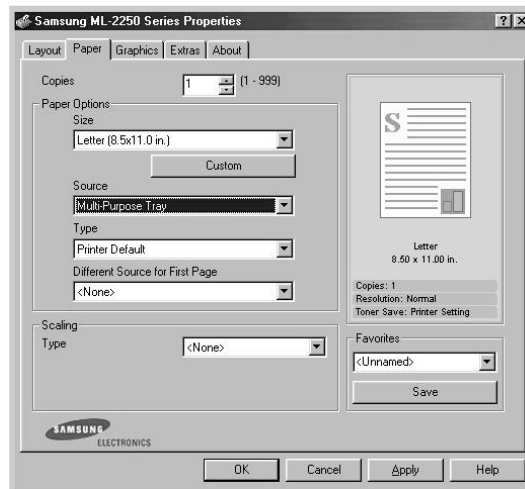 Samsung ML-2250 Series Properties
Layout Paper Graphics Extras About
Copies 1 (1 - 999)
Paper Options
Size
Letter (8.5x11.0 in.)
Custom
Source
Multi-Purpose Tray
Type
Printer Default
Different Source for First Page
<None>
Scaling
Type <None>
S
Letter
8.50 x 11.00 in.
Copies: 1
Resolution: Normal
Toner Save: Printer Setting
Favorites
<Unnamed>
Save
SAMSUNG
ELECTRONICS
OK Cancel Apply Help